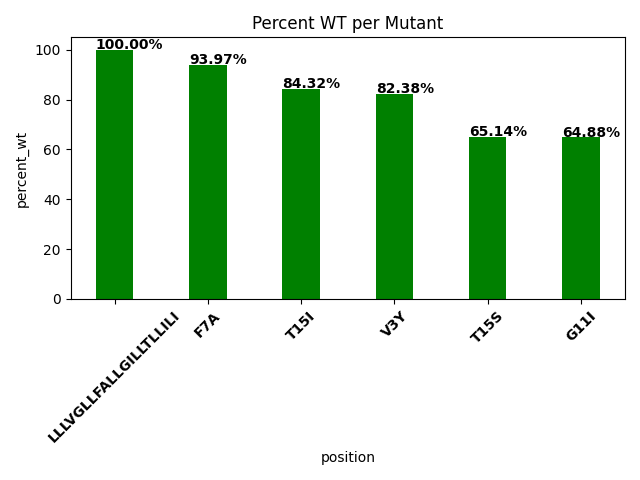 Percent WT per Mutant
percent_wt
100
80
60
40
20
0
100.00%
93.97%
84.32%
82.38%
65.14%
64.88%
LLLVGLLFALLGILLTLLILI
F7A
T15I
V3Y
T15S
G11I
position